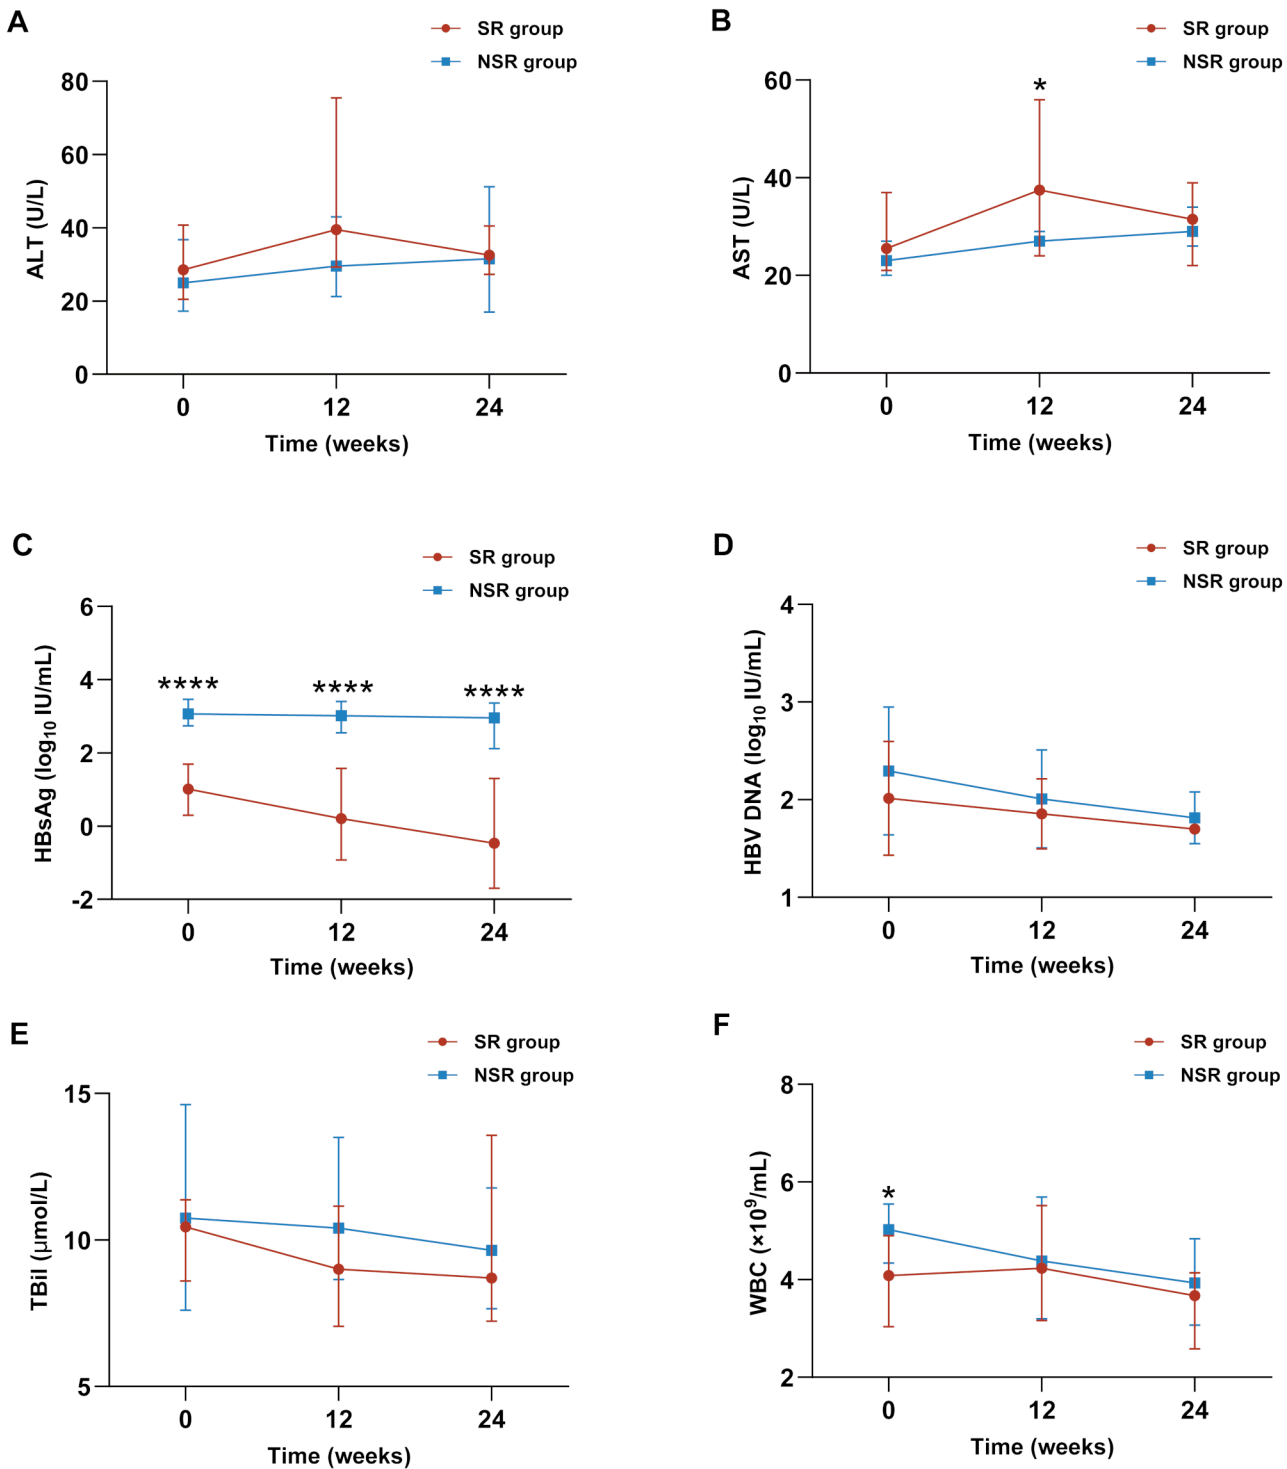 A
SR group
NSR group
80
60
40
20
0
ALT (U/L)
0 12 24
Time (weeks)
B
SR group
NSR group
60
40
20
0
AST (U/L)
*
0 12 24
Time (weeks)
C
SR group
NSR group
6
4
2
0
-2
HBsAg (log10 IU/mL)
**** **** ****
0 12 24
Time (weeks)
D
SR group
NSR group
4
3
2
1
HBV DNA (log10 IU/mL)
0 12 24
Time (weeks)
E
SR group
NSR group
15
10
5
TBil (μmol/L)
0 12 24
Time (weeks)
F
SR group
NSR group
8
6
4
2
WBC (×10⁹/mL)
*
0 12 24
Time (weeks)